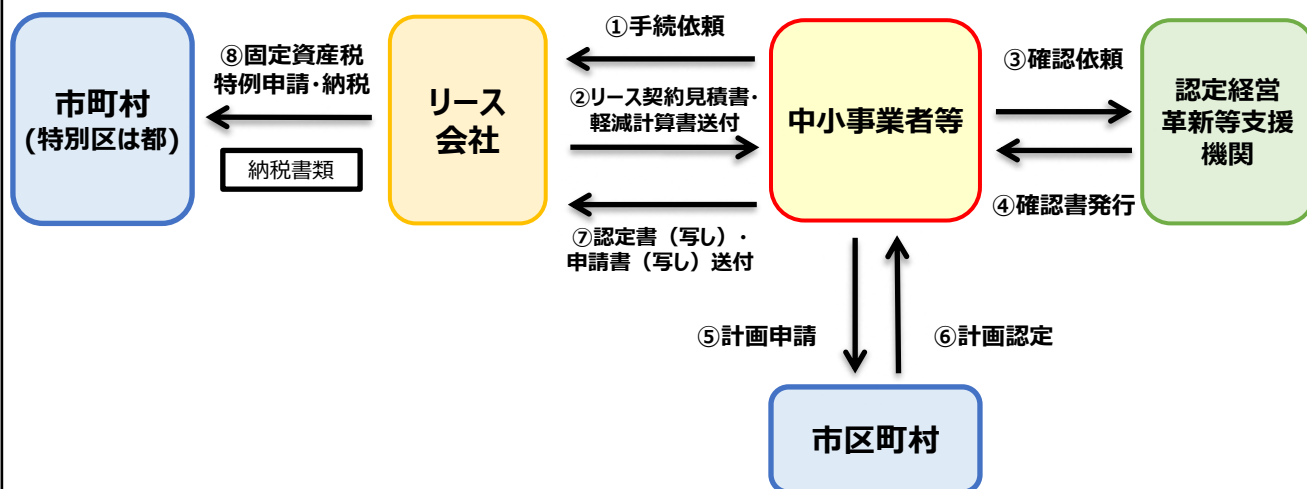 市町村
(特別区は都)
⑧固定資産税
特例申請・納税
納税書類
リース
会社
①手続依頼
②リース契約見積書・
軽減計算書送付
⑦認定書（写し）・
申請書（写し）送付
中小事業者等
③確認依頼
④確認書発行
認定経営
革新等支援
機関
⑤計画申請
⑥計画認定
市区町村